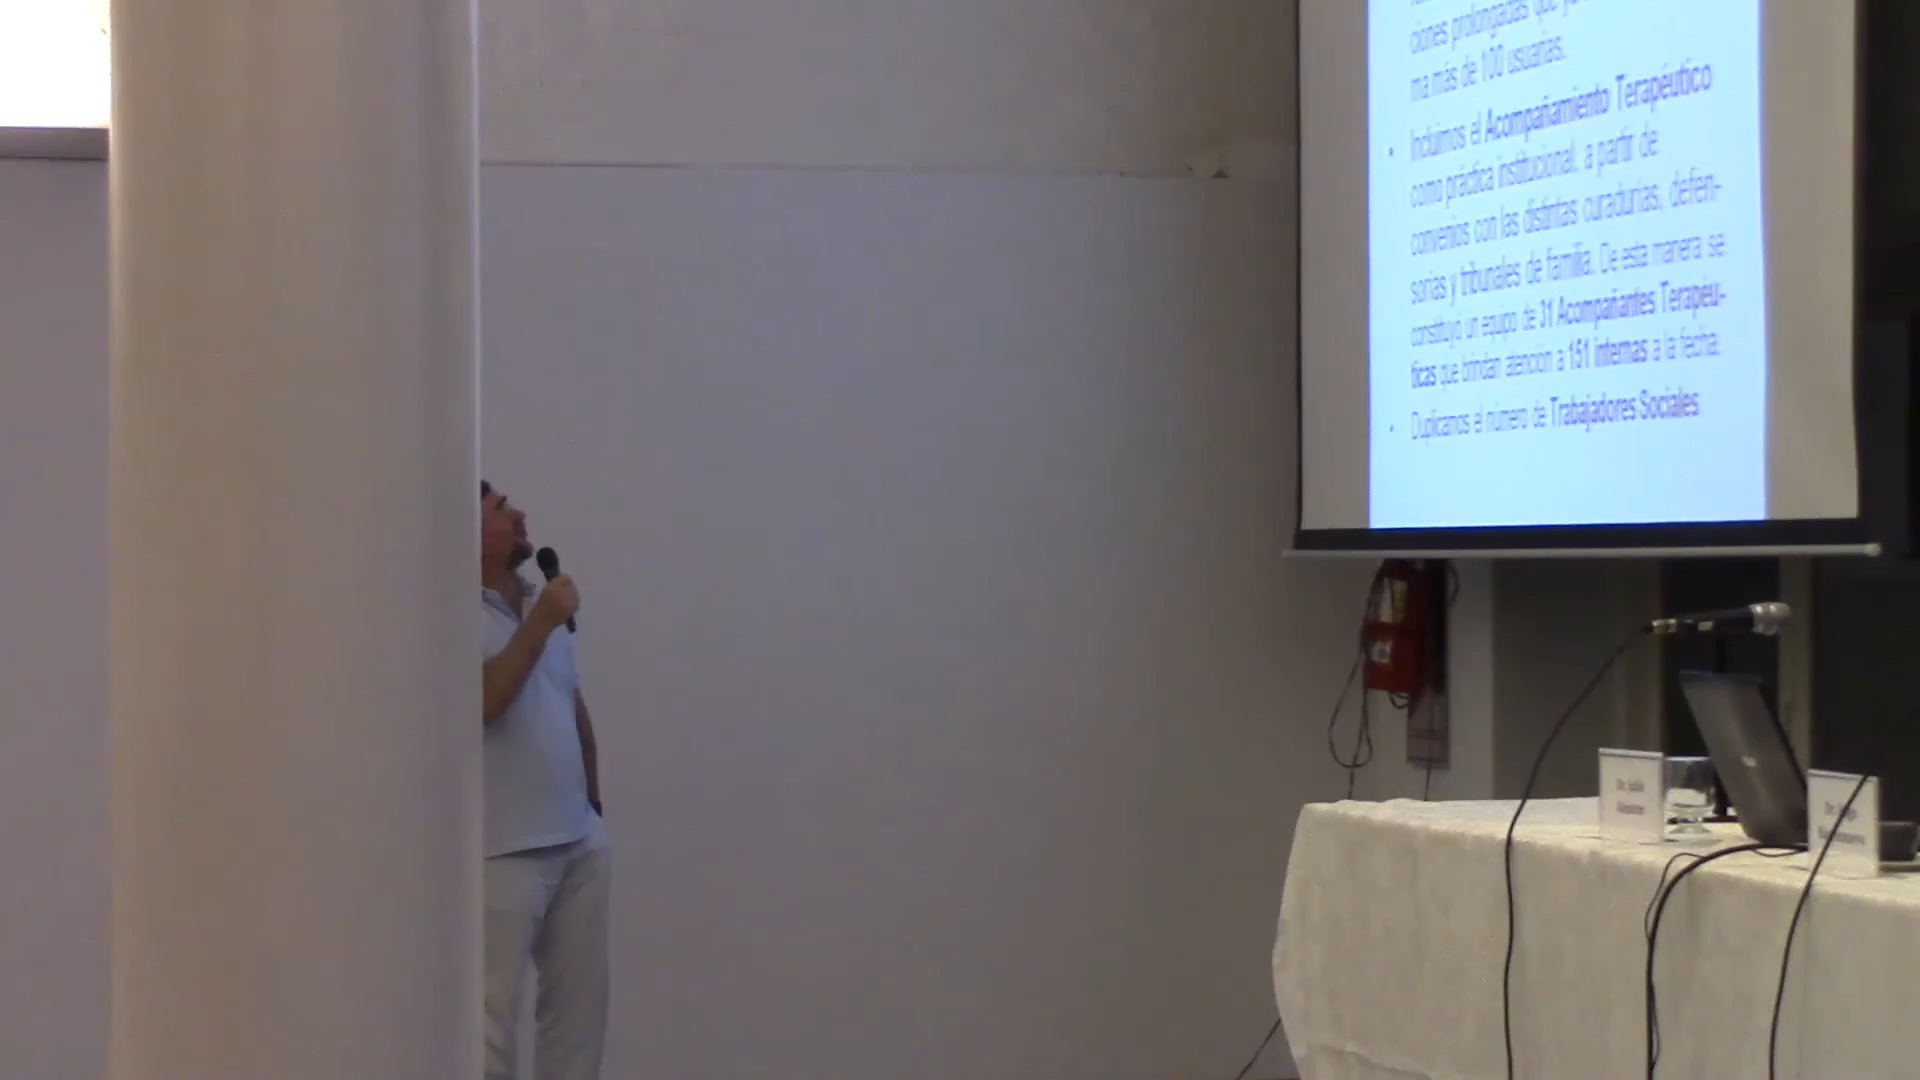 ciones prolongadas que
ma más de 100 usuarias.
• Incluimos el Acompañamiento Terapéutico
como práctica institucional, a partir de
convenios con las distintas curadurías, defen-
sorías y tribunales de familia. De esta manera se
constituyó un equipo de 31 Acompañantes Terapéu-
ticas que brindan atención a 151 internas a la fecha.
• Duplicamos el número de Trabajadores Sociales
Dr. Julio